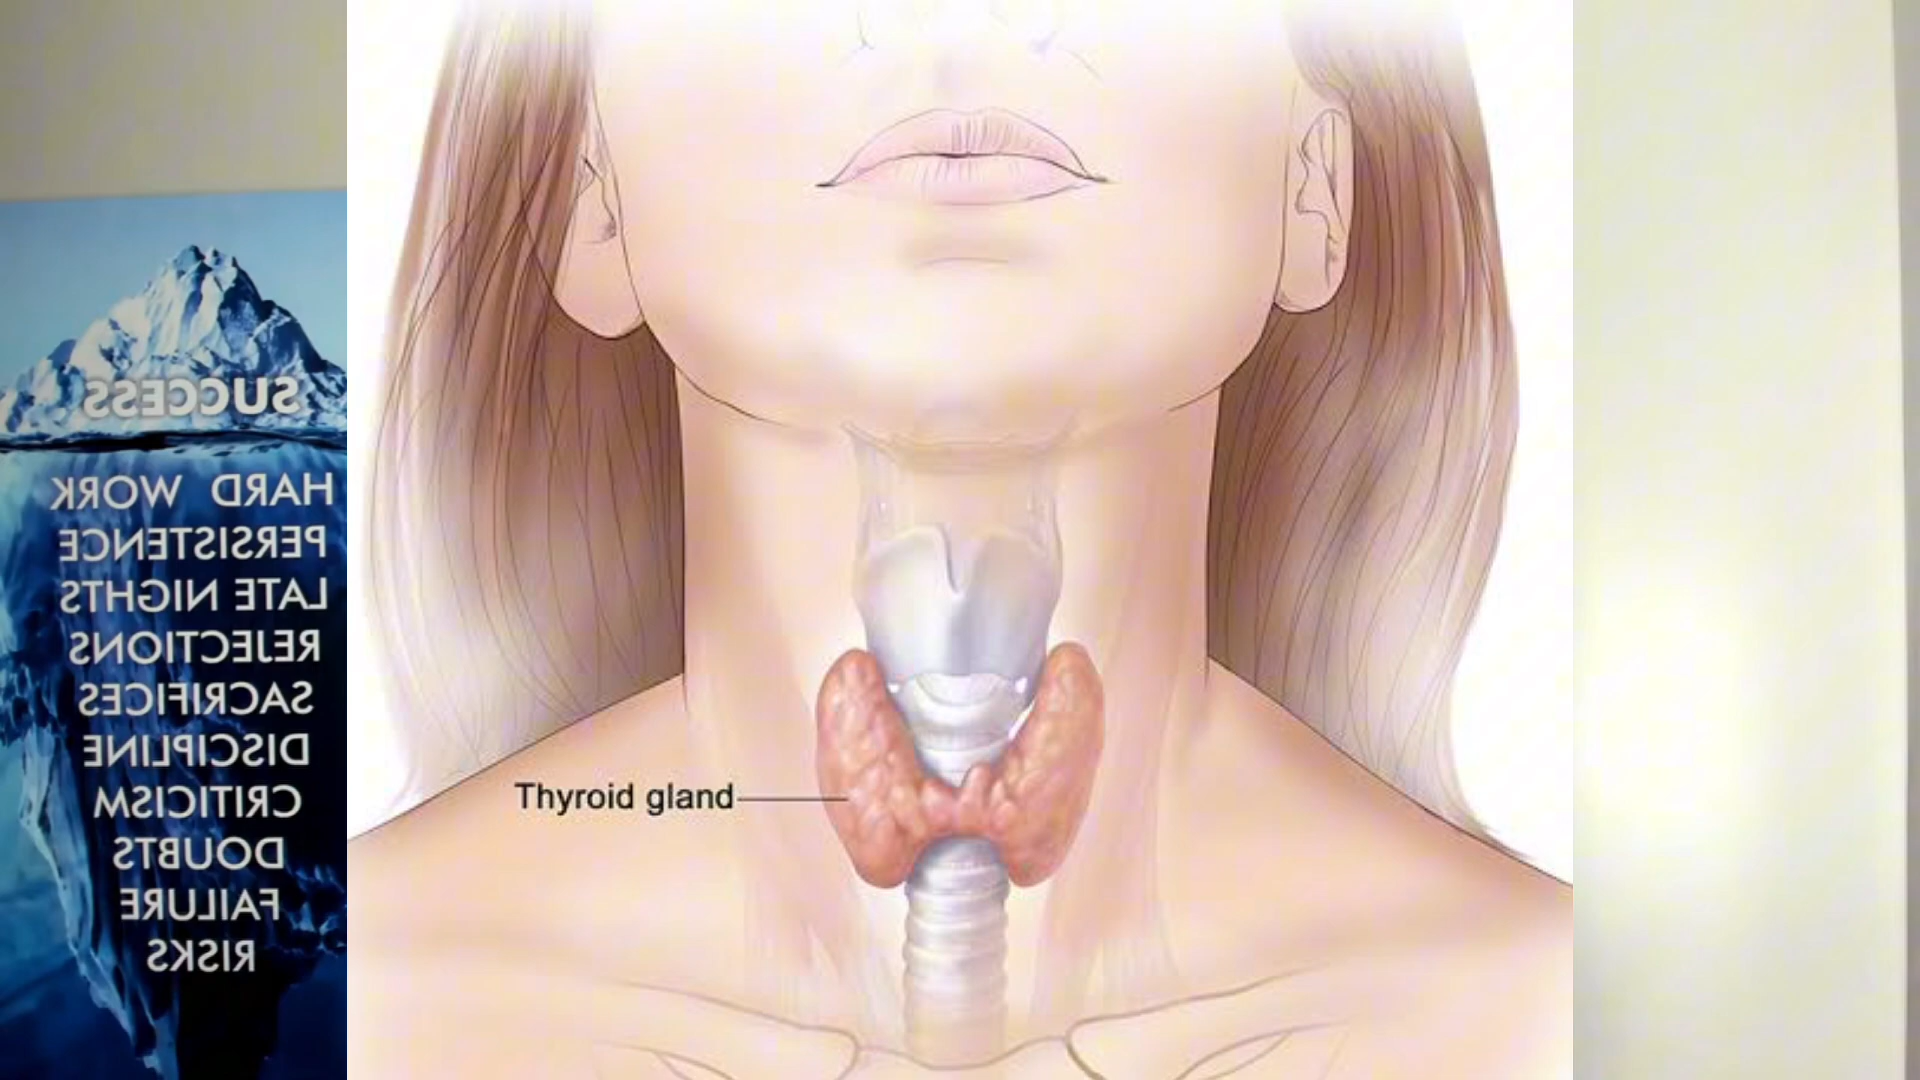 SUCCESS
HARD WORK
PERSISTENCE
LATE NIGHTS
REJECTIONS
SACRIFICES
DISCIPLINE
CRITICISM
DOUBTS
FAILURE
RISKS
Thyroid gland